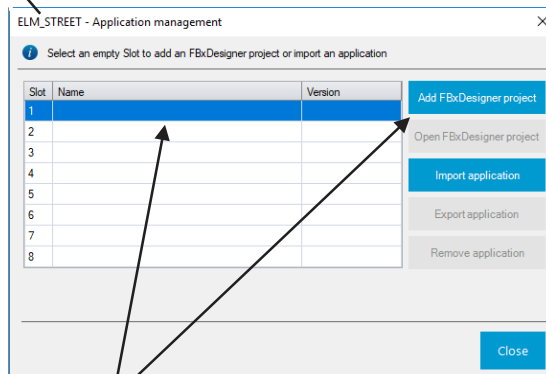 ELM_STREET - Application management
Select an empty Slot to add an FBxDesigner project or import an application
Slot Name Version
1
2
3
4
5
6
7
8
Add FBxDesigner project
Open FBxDesigner project
Import application
Export application
Remove application
Close